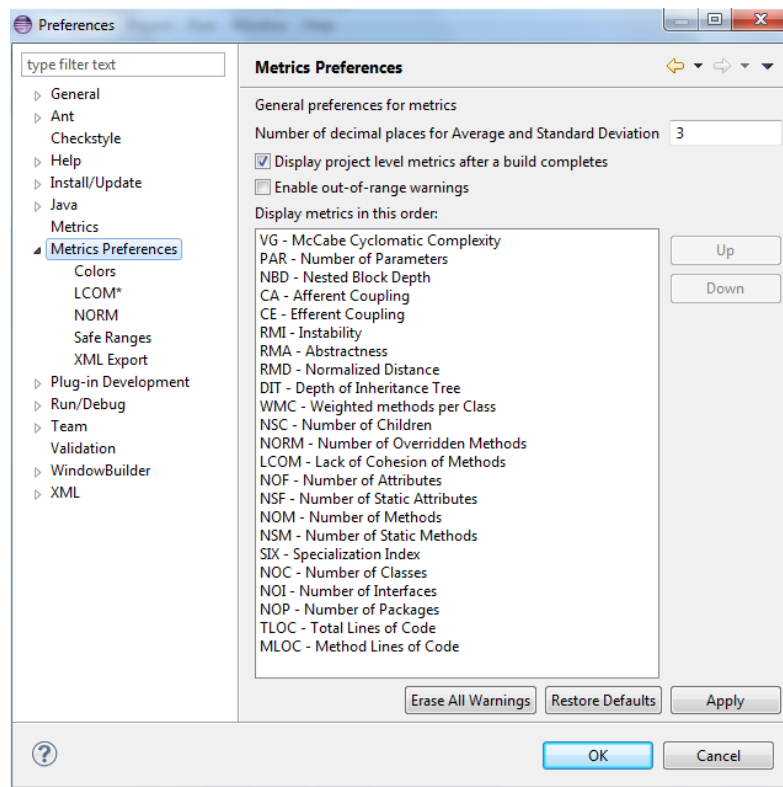 Preferences
type filter text
General
Ant
Checkstyle
Help
Install/Update
Java
Metrics
Metrics Preferences
Colors
LCOM*
NORM
Safe Ranges
XML Export
Plug-in Development
Run/Debug
Team
Validation
WindowBuilder
XML
Metrics Preferences
General preferences for metrics
Number of decimal places for Average and Standard Deviation 3
Display project level metrics after a build completes
Enable out-of-range warnings
Display metrics in this order:
VG - McCabe Cyclomatic Complexity
PAR - Number of Parameters
NBD - Nested Block Depth
CA - Afferent Coupling
CE - Efferent Coupling
RMI - Instability
RMA - Abstractness
RMD - Normalized Distance
DIT - Depth of Inheritance Tree
WMC - Weighted methods per Class
NSC - Number of Children
NORM - Number of Overridden Methods
LCOM - Lack of Cohesion of Methods
NOF - Number of Attributes
NSF - Number of Static Attributes
NOM - Number of Methods
NSM - Number of Static Methods
SIX - Specialization Index
NOC - Number of Classes
NOI - Number of Interfaces
NOP - Number of Packages
TLOC - Total Lines of Code
MLOC - Method Lines of Code
Up
Down
Erase All Warnings Restore Defaults Apply
? OK Cancel